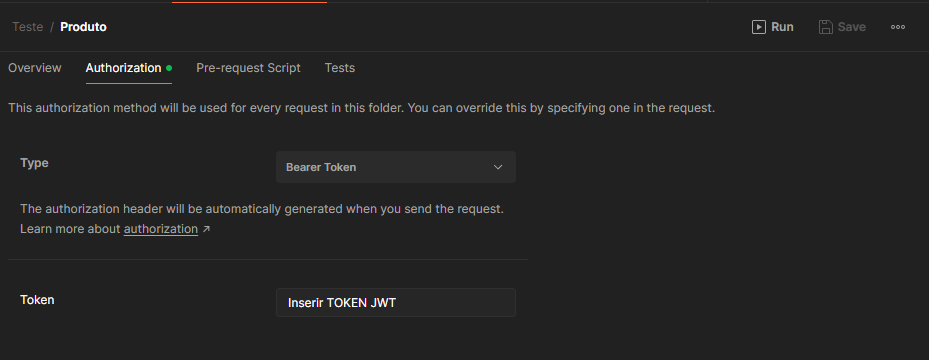 Teste / Produto
Run
Save
Overview
Authorization
Pre-request Script
Tests
This authorization method will be used for every request in this folder. You can override this by specifying one in the request.
Type
Bearer Token
The authorization header will be automatically generated when you send the request.
Learn more about authorization ↗
Token
Inserir TOKEN JWT